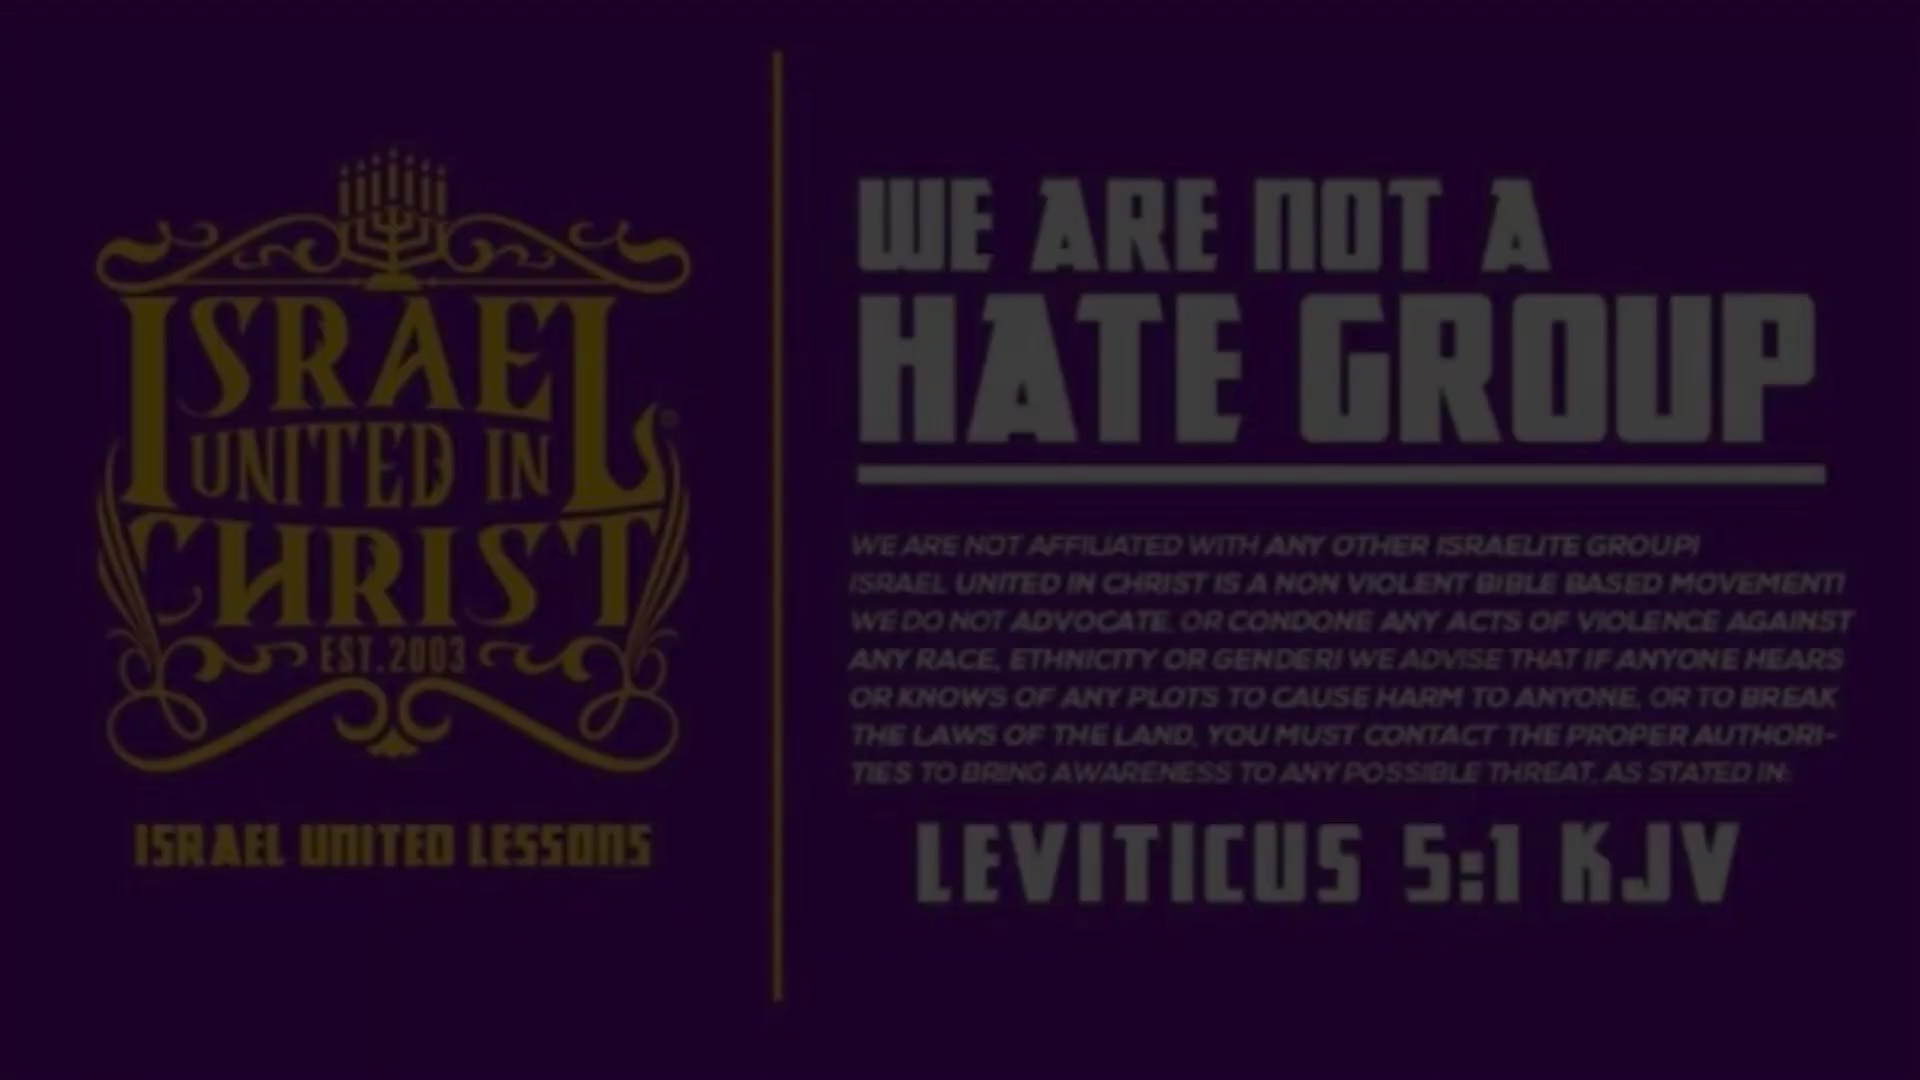 ISRAEL
UNITED IN
CHRIST
EST.2003
ISRAEL UNITED LESSONS
WE ARE NOT A
HATE GROUP
WE ARE NOT AFFILIATED WITH ANY OTHER ISRAELITE GROUP!
ISRAEL UNITED IN CHRIST IS A NON VIOLENT BIBLE BASED MOVEMENT!
WE DO NOT ADVOCATE, OR CONDONE ANY ACTS OF VIOLENCE AGAINST
ANY RACE, ETHNICITY OR GENDER! WE ADVISE THAT IF ANYONE HEARS
OR KNOWS OF ANY PLOTS TO CAUSE HARM TO ANYONE, OR TO BREAK
THE LAWS OF THE LAND, YOU MUST CONTACT THE PROPER AUTHORI-
TIES TO BRING AWARENESS TO ANY POSSIBLE THREAT, AS STATED IN:
LEVITICUS 5:1 KJV